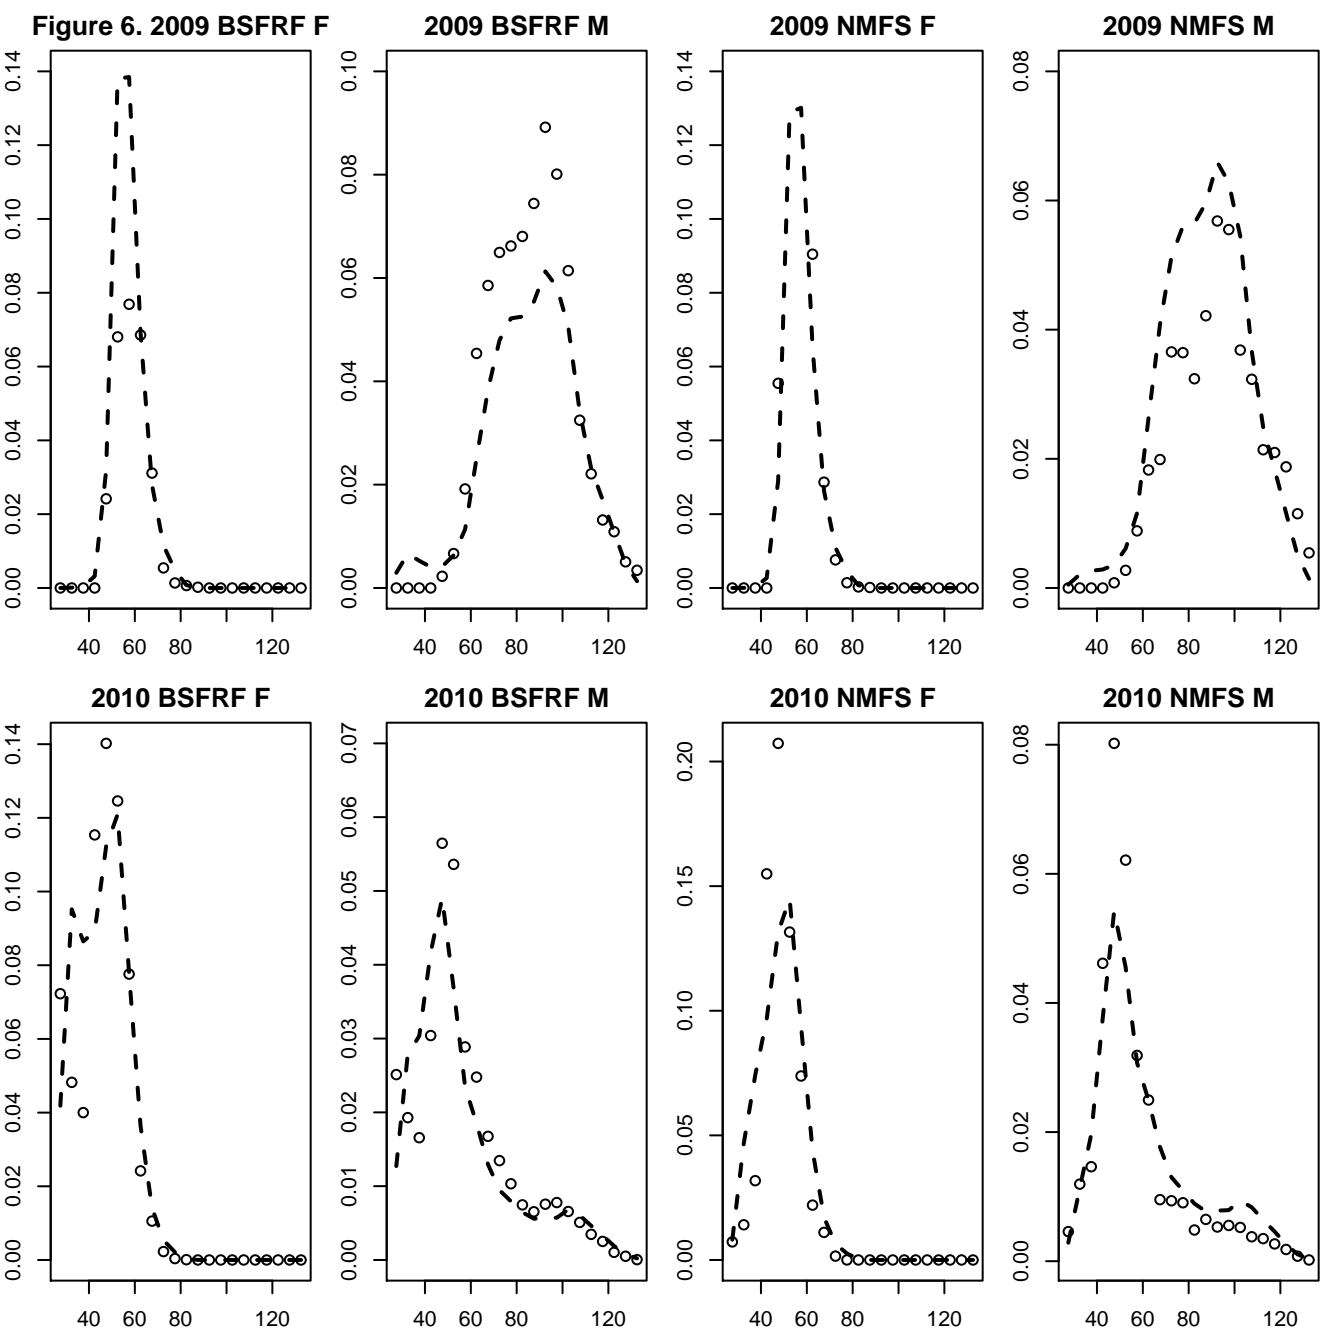 Figure 6. 2009 BSFRF F
2009 BSFRF M
2009 NMFS F
2009 NMFS M
0.00 0.02 0.04 0.06 0.08 0.10 0.12 0.14
40 60 80 120
0.00 0.02 0.04 0.06 0.08 0.10
40 60 80 120
0.00 0.02 0.04 0.06 0.08 0.10 0.12 0.14
40 60 80 120
0.00 0.02 0.04 0.06 0.08
40 60 80 120
2010 BSFRF F
2010 BSFRF M
2010 NMFS F
2010 NMFS M
0.00 0.02 0.04 0.06 0.08 0.10 0.12 0.14
40 60 80 120
0.00 0.01 0.02 0.03 0.04 0.05 0.06 0.07
40 60 80 120
0.00 0.05 0.10 0.15 0.20
40 60 80 120
0.00 0.02 0.04 0.06 0.08
40 60 80 120